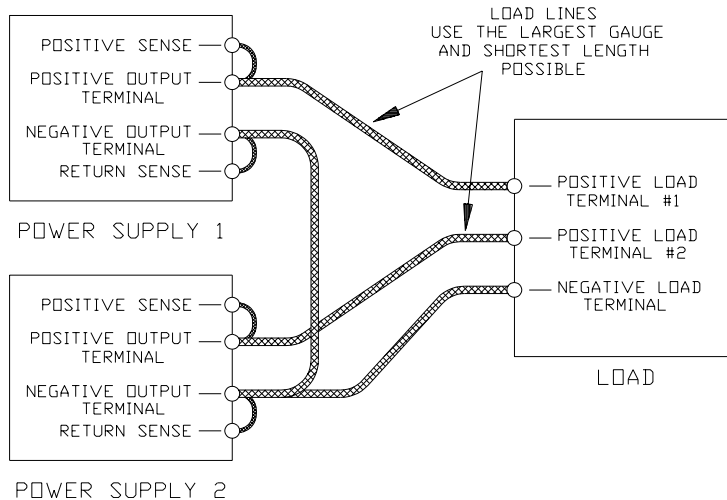 LOAD LINES
USE THE LARGEST GAUGE
AND SHORTEST LENGTH
POSSIBLE
POSITIVE SENSE
POSITIVE OUTPUT
TERMINAL
NEGATIVE OUTPUT
TERMINAL
RETURN SENSE
POWER SUPPLY 1
POSITIVE LOAD
TERMINAL #1
POSITIVE LOAD
TERMINAL #2
NEGATIVE LOAD
TERMINAL
LOAD
POSITIVE SENSE
POSITIVE OUTPUT
TERMINAL
NEGATIVE OUTPUT
TERMINAL
RETURN SENSE
POWER SUPPLY 2